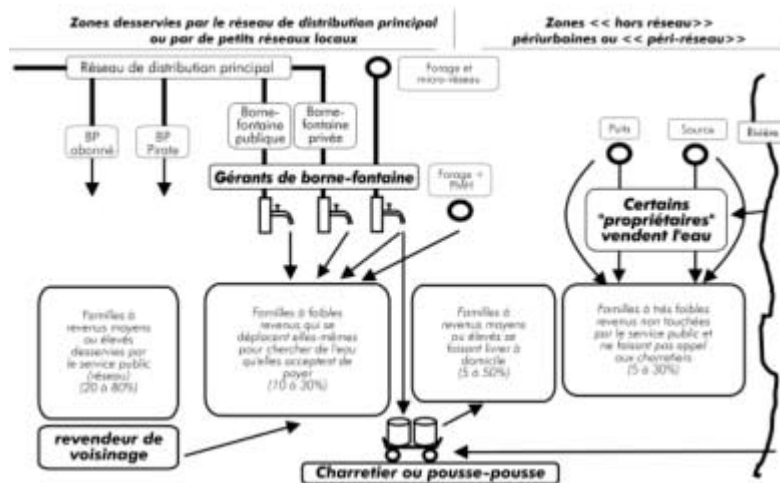 Zones desservies par le réseau de distribution principal
ou par de petits réseaux locaux
Zones << hors réseau>>
périurbaines ou << péri-réseau>>
Réseau de distribution principal
Forage et
micro-réseau
BP
abonné
BP
Pirate
Borne-
fontaine
publique
Borne-
fontaine
privée
Puits
Source
Rivière
Gérants de borne-fontaine
Forage +
PMH
Certains
"propriétaires"
vendent l'eau
Familles à
revenus moyens
ou élevés
desservies par
le service public
(réseau)
(20 à 80%)
Familles à faibles
revenus qui se
déplacent elles-mêmes
pour chercher de l'eau
qu'elles acceptent de
payer
(10 à 30%)
Familles à
revenus moyens
ou élevés se
faisant livrer à
domicile
(5 à 50%)
Familles à très faibles
revenus non touchées
par le service public et
ne faisant pas appel
aux charretiers
(5 à 30%)
revendeur de
voisinage
Charretier ou pousse-pousse